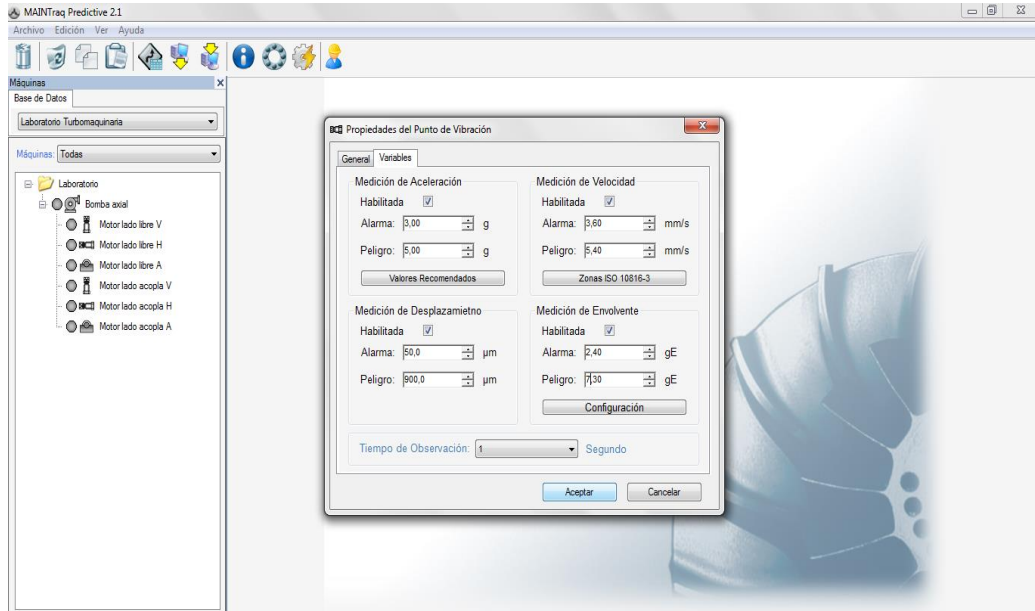 MAINTraq Predictive 2.1
Archivo Edición Ver Ayuda
Máquinas
Base de Datos
Laboratorio Turbomaquinaria
Máquinas: Todas
Laboratorio
Bomba axial
Motor lado libre V
Motor lado libre H
Motor lado libre A
Motor lado acopla V
Motor lado acopla H
Motor lado acopla A
Propiedades del Punto de Vibración
General Variables
Medición de Aceleración
Habilitada
Alarma: 3,00 g
Peligro: 5,00 g
Valores Recomendados
Medición de Velocidad
Habilitada
Alarma: 3,60 mm/s
Peligro: 5,40 mm/s
Zonas ISO 10816-3
Medición de Desplazamietno
Habilitada
Alarma: 50,0 µm
Peligro: 900,0 µm
Medición de Envolvente
Habilitada
Alarma: 2,40 gE
Peligro: 7,30 gE
Configuración
Tiempo de Observación: 1 Segundo
Aceptar Cancelar